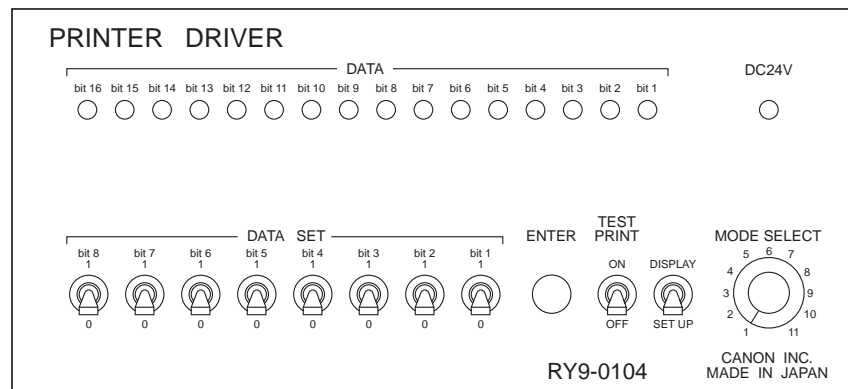 PRINTER DRIVER
DATA
DC24V
bit 16 bit 15 bit 14 bit 13 bit 12 bit 11 bit 10 bit 9 bit 8 bit 7 bit 6 bit 5 bit 4 bit 3 bit 2 bit 1
DATA SET
bit 8 bit 7 bit 6 bit 5 bit 4 bit 3 bit 2 bit 1
1 1 1 1 1 1 1 1
0 0 0 0 0 0 0 0
ENTER
TEST
PRINT
ON
OFF
DISPLAY
SET UP
MODE SELECT
1 2 3 4 5 6 7 8 9 10 11
RY9-0104
CANON INC.
MADE IN JAPAN